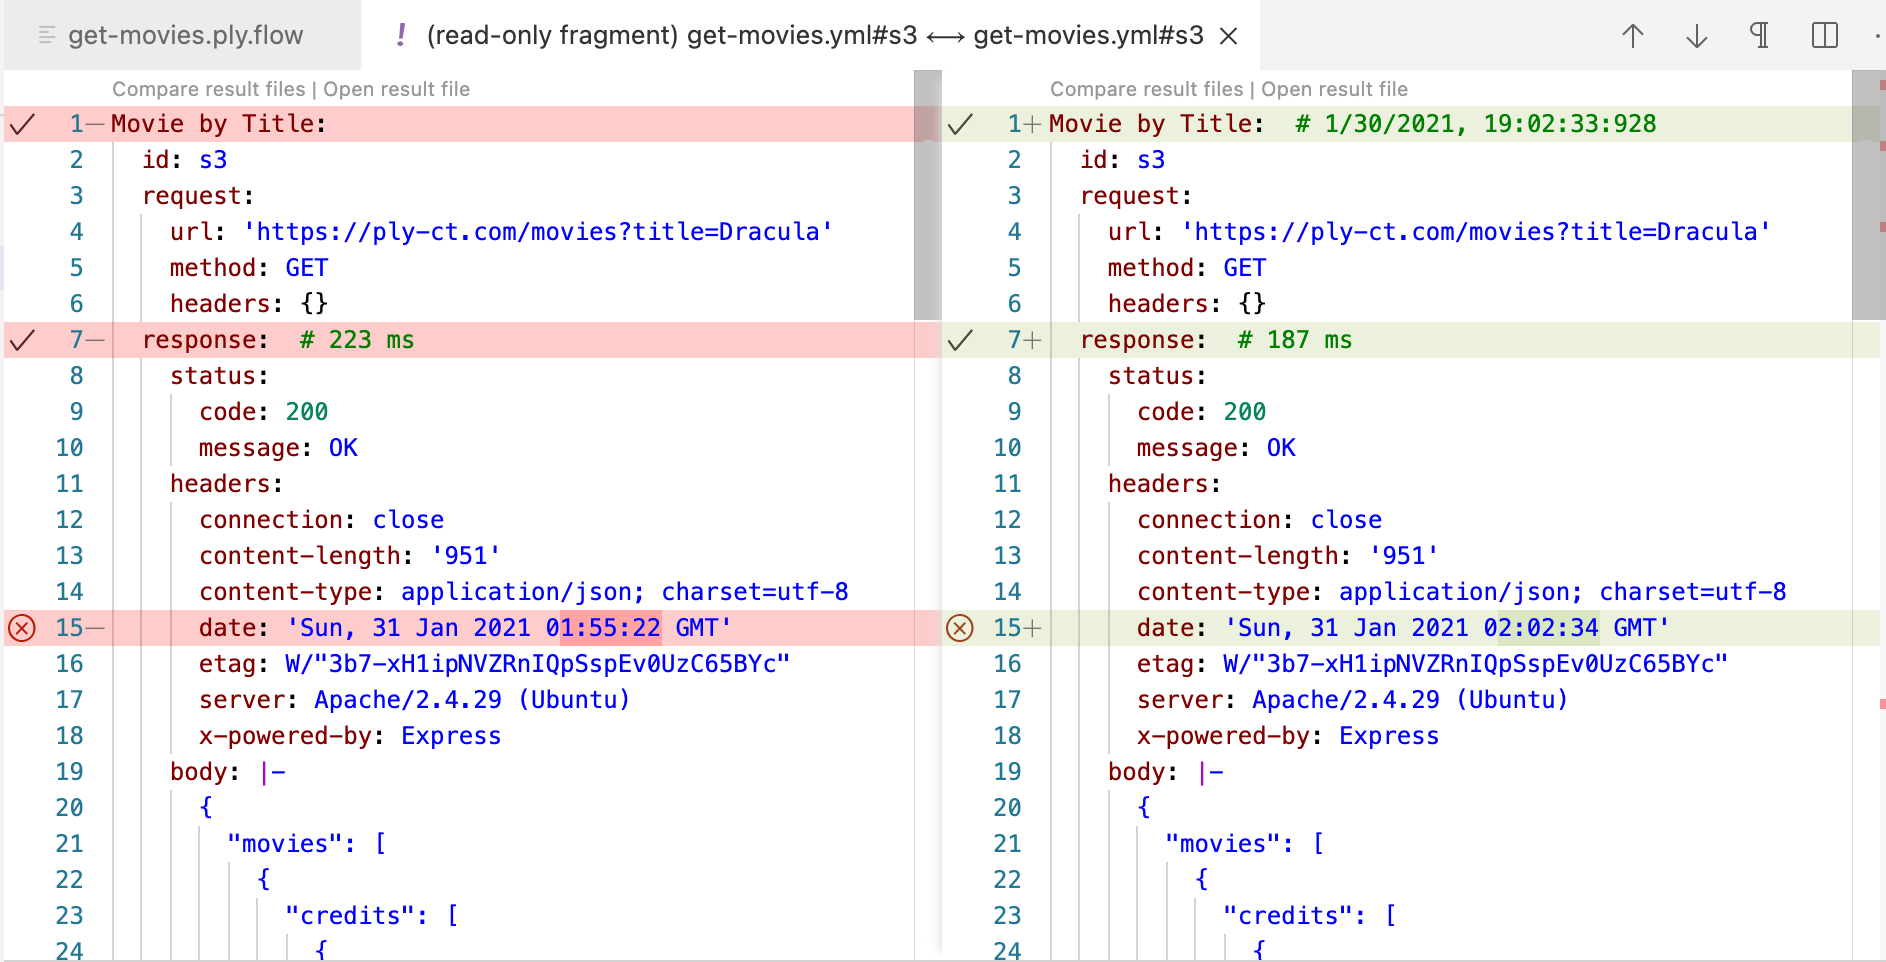 get-movies.ply.flow
! (read-only fragment) get-movies.yml#s3 ⟷ get-movies.yml#s3
Compare result files | Open result file
1 Movie by Title:
2 id: s3
3 request:
4 url: 'https://ply-ct.com/movies?title=Dracula'
5 method: GET
6 headers: {}
7 response:  # 223 ms
8 status:
9 code: 200
10 message: OK
11 headers:
12 connection: close
13 content-length: '951'
14 content-type: application/json; charset=utf-8
15 date: 'Sun, 31 Jan 2021 01:55:22 GMT'
16 etag: W/"3b7-xH1ipNVZRnIQpSspEv0UzC65BYc"
17 server: Apache/2.4.29 (Ubuntu)
18 x-powered-by: Express
19 body: |-
20 {
21 "movies": [
22 {
23 "credits": [
24 {
Compare result files | Open result file
1+ Movie by Title:  # 1/30/2021, 19:02:33:928
2 id: s3
3 request:
4 url: 'https://ply-ct.com/movies?title=Dracula'
5 method: GET
6 headers: {}
7+ response:  # 187 ms
8 status:
9 code: 200
10 message: OK
11 headers:
12 connection: close
13 content-length: '951'
14 content-type: application/json; charset=utf-8
15+ date: 'Sun, 31 Jan 2021 02:02:34 GMT'
16 etag: W/"3b7-xH1ipNVZRnIQpSspEv0UzC65BYc"
17 server: Apache/2.4.29 (Ubuntu)
18 x-powered-by: Express
19 body: |-
20 {
21 "movies": [
22 {
23 "credits": [
24 {